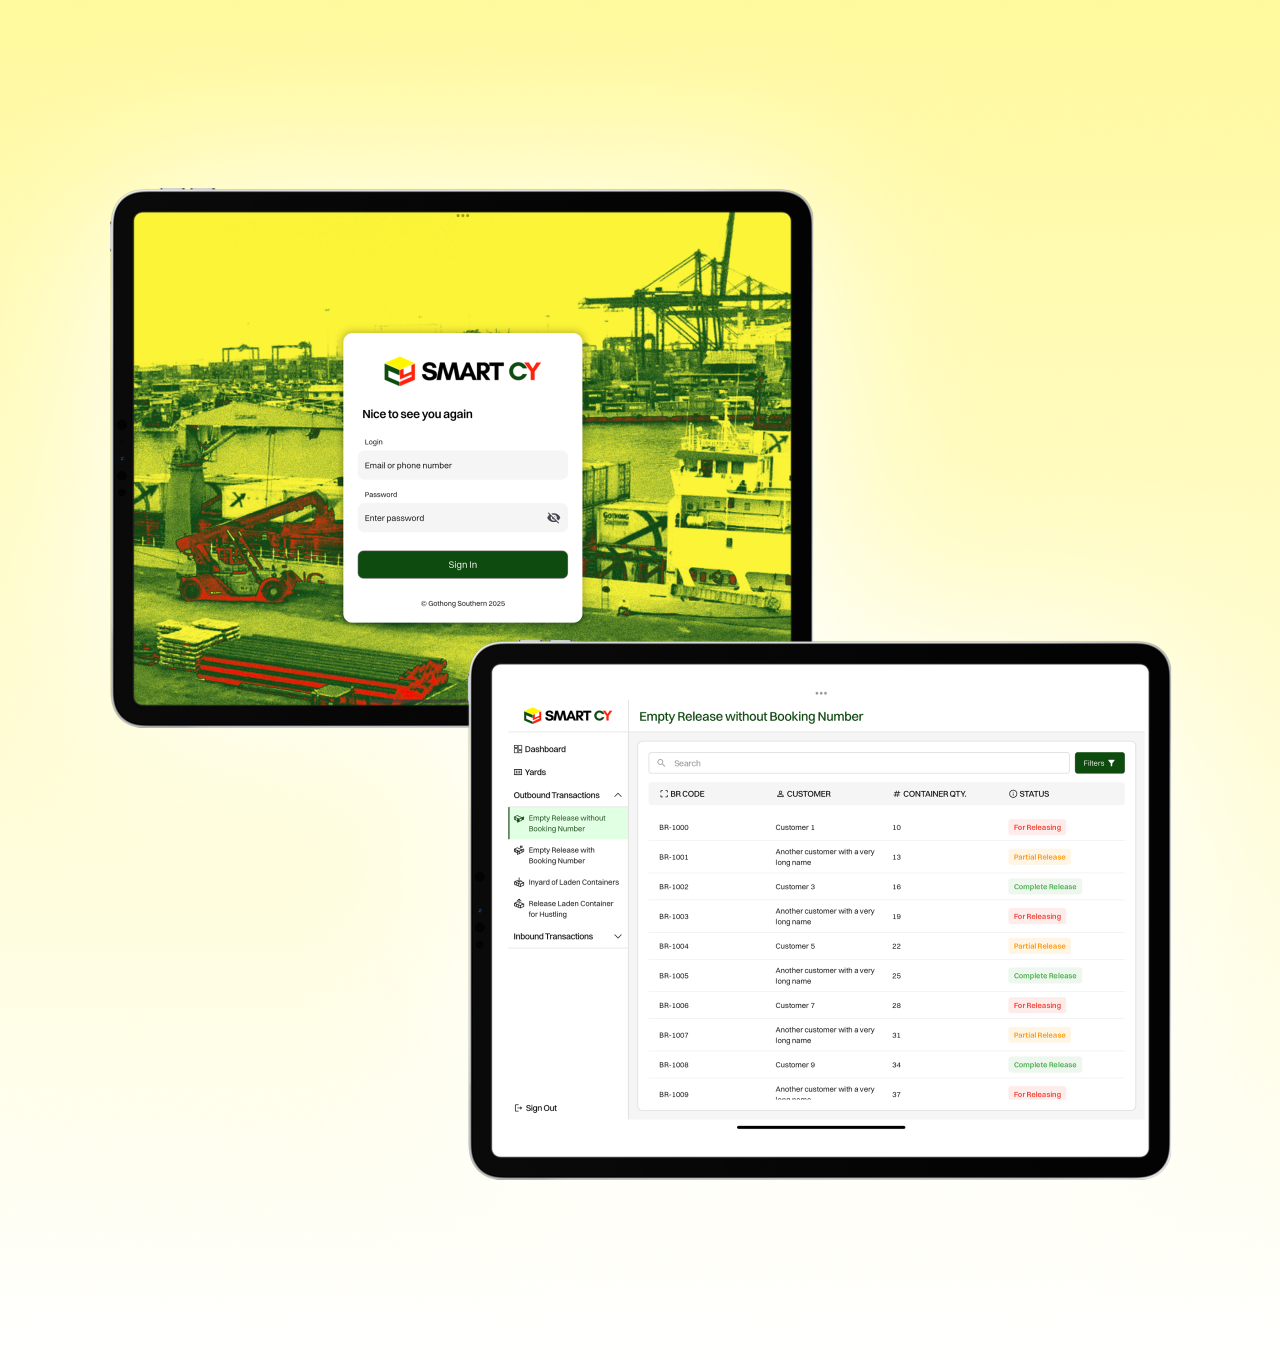 SMART CY
Nice to see you again
Login
Email or phone number
Password
Enter password
Sign In
© Gothong Southern 2025
GOTHONG
SMART CY
Dashboard
Yards
Outbound Transactions
Empty Release without
Booking Number
Empty Release with
Booking Number
Inyard of Laden Containers
Release Laden Container
for Hustling
Inbound Transactions
Sign Out
Empty Release without Booking Number
Search
Filters
BR CODE CUSTOMER # CONTAINER QTY. STATUS
BR-1000 Customer 1 10 For Releasing
BR-1001 Another customer with a very
long name 13 Partial Release
BR-1002 Customer 3 16 Complete Release
BR-1003 Another customer with a very
long name 19 For Releasing
BR-1004 Customer 5 22 Partial Release
BR-1005 Another customer with a very
long name 25 Complete Release
BR-1006 Customer 7 28 For Releasing
BR-1007 Another customer with a very
long name 31 Partial Release
BR-1008 Customer 9 34 Complete Release
BR-1009 Another customer with a very
long name 37 For Releasing